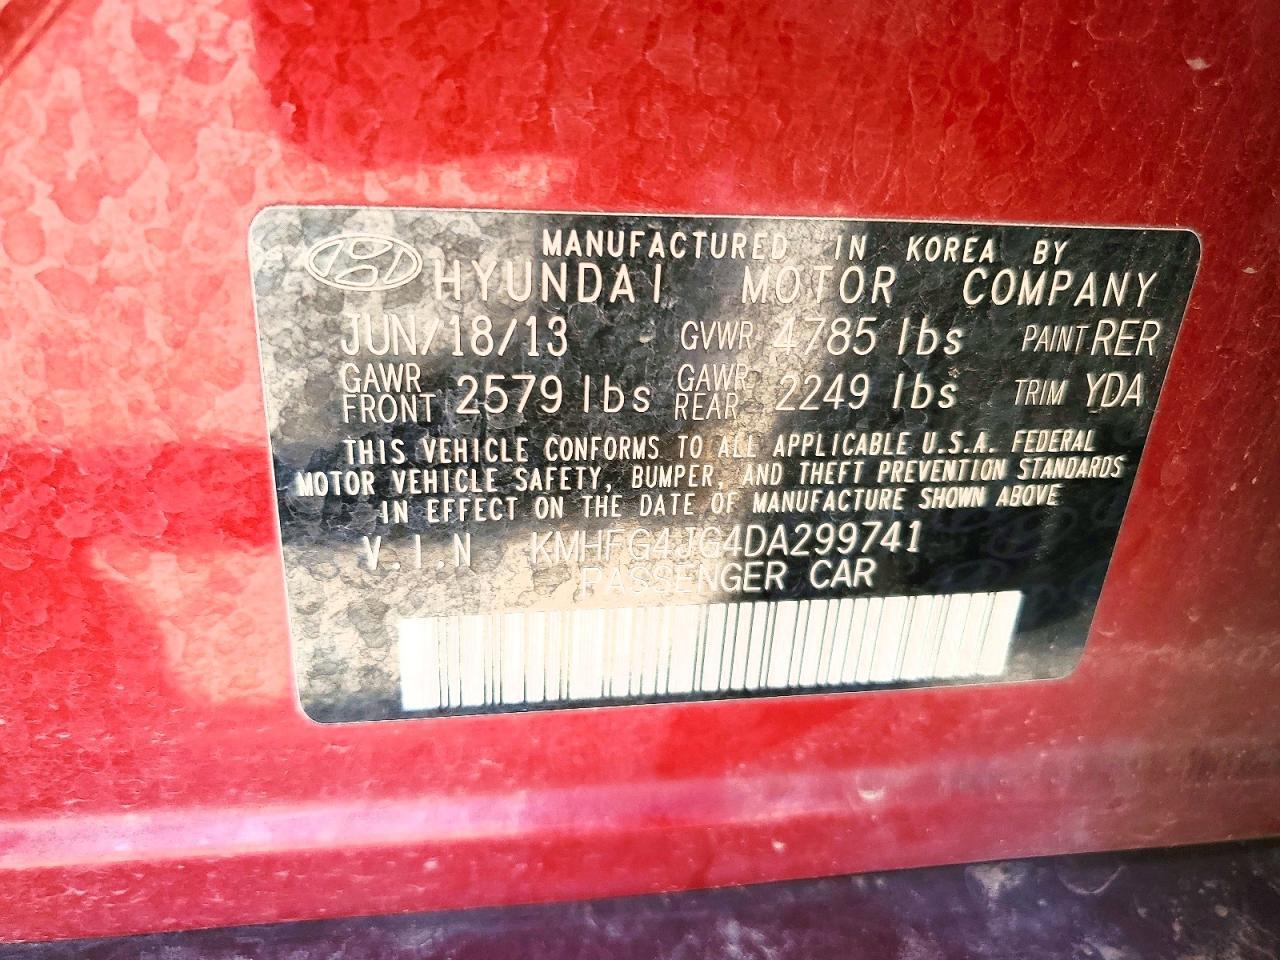 MANUFACTURED IN KOREA BY
HYUNDAI MOTOR COMPANY
JUN/18/13 GVWR 4785 lbs PAINT RER
GAWR FRONT 2579 lbs GAWR REAR 2249 lbs TRIM YDA
THIS VEHICLE CONFORMS TO ALL APPLICABLE U.S.A. FEDERAL
MOTOR VEHICLE SAFETY, BUMPER, AND THEFT PREVENTION STANDARDS
IN EFFECT ON THE DATE OF MANUFACTURE SHOWN ABOVE
V.I.N KMHFG4JG4DA299741
PASSENGER CAR